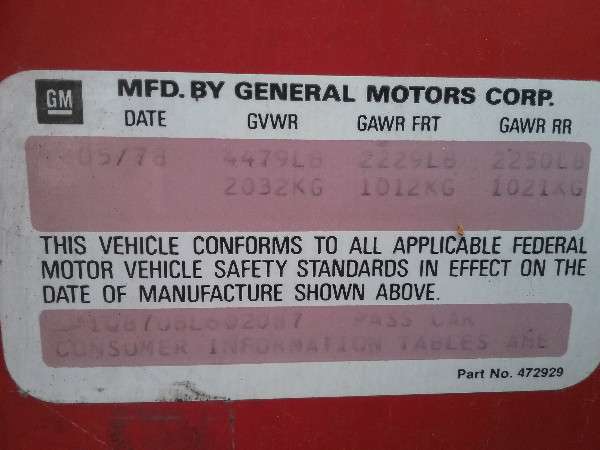 GM
MFD. BY GENERAL MOTORS CORP.
DATE GVWR GAWR FRT GAWR RR
05/78 4479LB 2229LB 2250LB
2032KG 1012KG 1021KG
THIS VEHICLE CONFORMS TO ALL APPLICABLE FEDERAL
MOTOR VEHICLE SAFETY STANDARDS IN EFFECT ON THE
DATE OF MANUFACTURE SHOWN ABOVE.
PASS CAR
CONSUMER INFORMATION TABLES AME
Part No. 472929